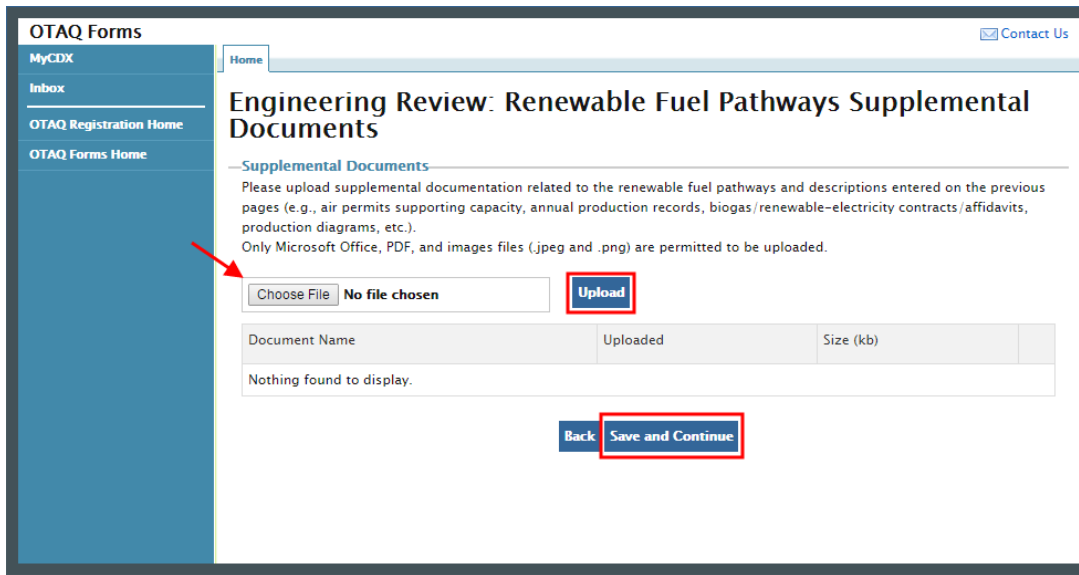 OTAQ Forms
Contact Us
MyCDX
Inbox
OTAQ Registration Home
OTAQ Forms Home
Home
Engineering Review: Renewable Fuel Pathways Supplemental
Documents
Supplemental Documents
Please upload supplemental documentation related to the renewable fuel pathways and descriptions entered on the previous
pages (e.g., air permits supporting capacity, annual production records, biogas/renewable-electricity contracts/affidavits,
production diagrams, etc.).
Only Microsoft Office, PDF, and images files (.jpeg and .png) are permitted to be uploaded.
Choose File No file chosen
Upload
Document Name Uploaded Size (kb)
Nothing found to display.
Back Save and Continue